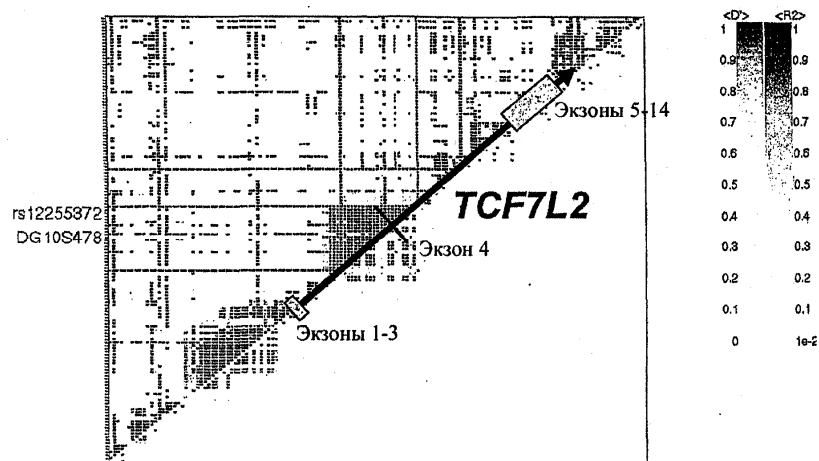 <D'> <R2>
1 1
0.9 0.9
0.8 0.8
0.7 0.7
0.6 0.6
0.5 0.5
0.4 0.4
0.3 0.3
0.2 0.2
0.1 0.1
0 1e-2
Экзоны 5-14
TCF7L2
rs12255372
DG10S478
Экзон 4
Экзоны 1-3